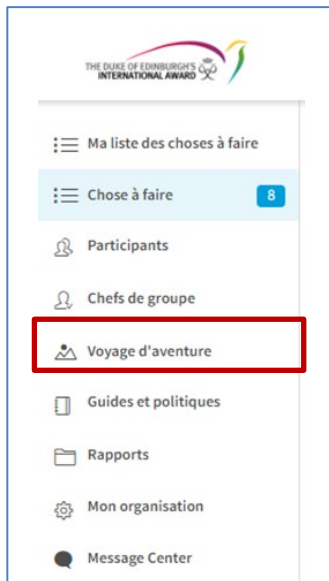 THE DUKE OF EDINBURGH'S
INTERNATIONAL AWARD
Ma liste des choses à faire
Chose à faire 8
Participants
Chefs de groupe
Voyage d'aventure
Guides et politiques
Rapports
Mon organisation
Message Center